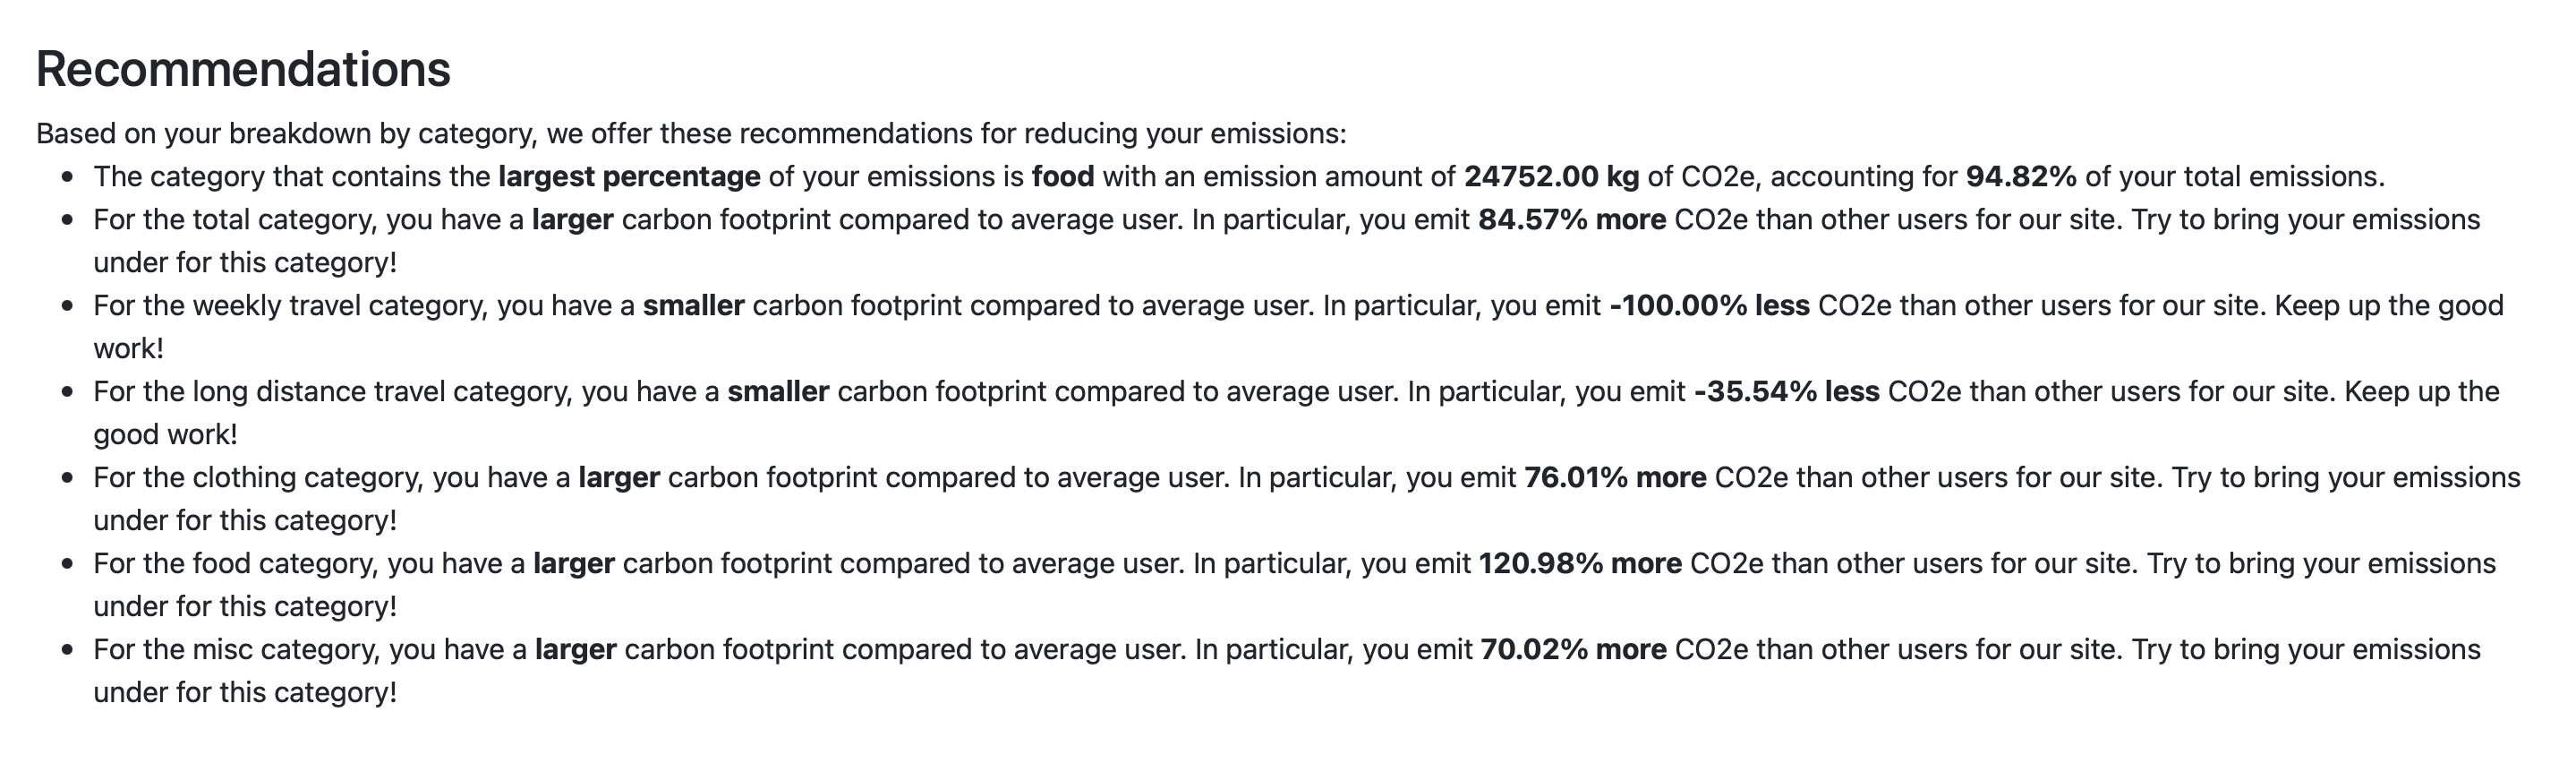 Recommendations
Based on your breakdown by category, we offer these recommendations for reducing your emissions:
• The category that contains the largest percentage of your emissions is food with an emission amount of 24752.00 kg of CO2e, accounting for 94.82% of your total emissions.
• For the total category, you have a larger carbon footprint compared to average user. In particular, you emit 84.57% more CO2e than other users for our site. Try to bring your emissions
under for this category!
• For the weekly travel category, you have a smaller carbon footprint compared to average user. In particular, you emit -100.00% less CO2e than other users for our site. Keep up the good
work!
• For the long distance travel category, you have a smaller carbon footprint compared to average user. In particular, you emit -35.54% less CO2e than other users for our site. Keep up the
good work!
• For the clothing category, you have a larger carbon footprint compared to average user. In particular, you emit 76.01% more CO2e than other users for our site. Try to bring your emissions
under for this category!
• For the food category, you have a larger carbon footprint compared to average user. In particular, you emit 120.98% more CO2e than other users for our site. Try to bring your emissions
under for this category!
• For the misc category, you have a larger carbon footprint compared to average user. In particular, you emit 70.02% more CO2e than other users for our site. Try to bring your emissions
under for this category!